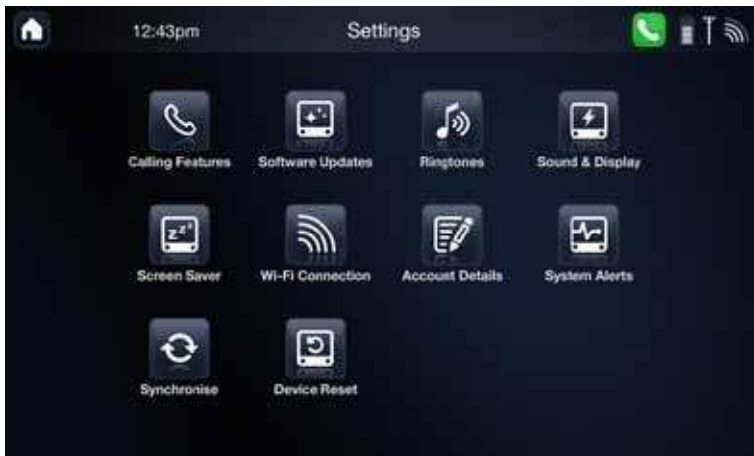 12:43pm Settings
Calling Features Software Updates Ringtones Sound & Display
zzz
Screen Saver Wi-Fi Connection Account Details System Alerts
Synchronise Device Reset